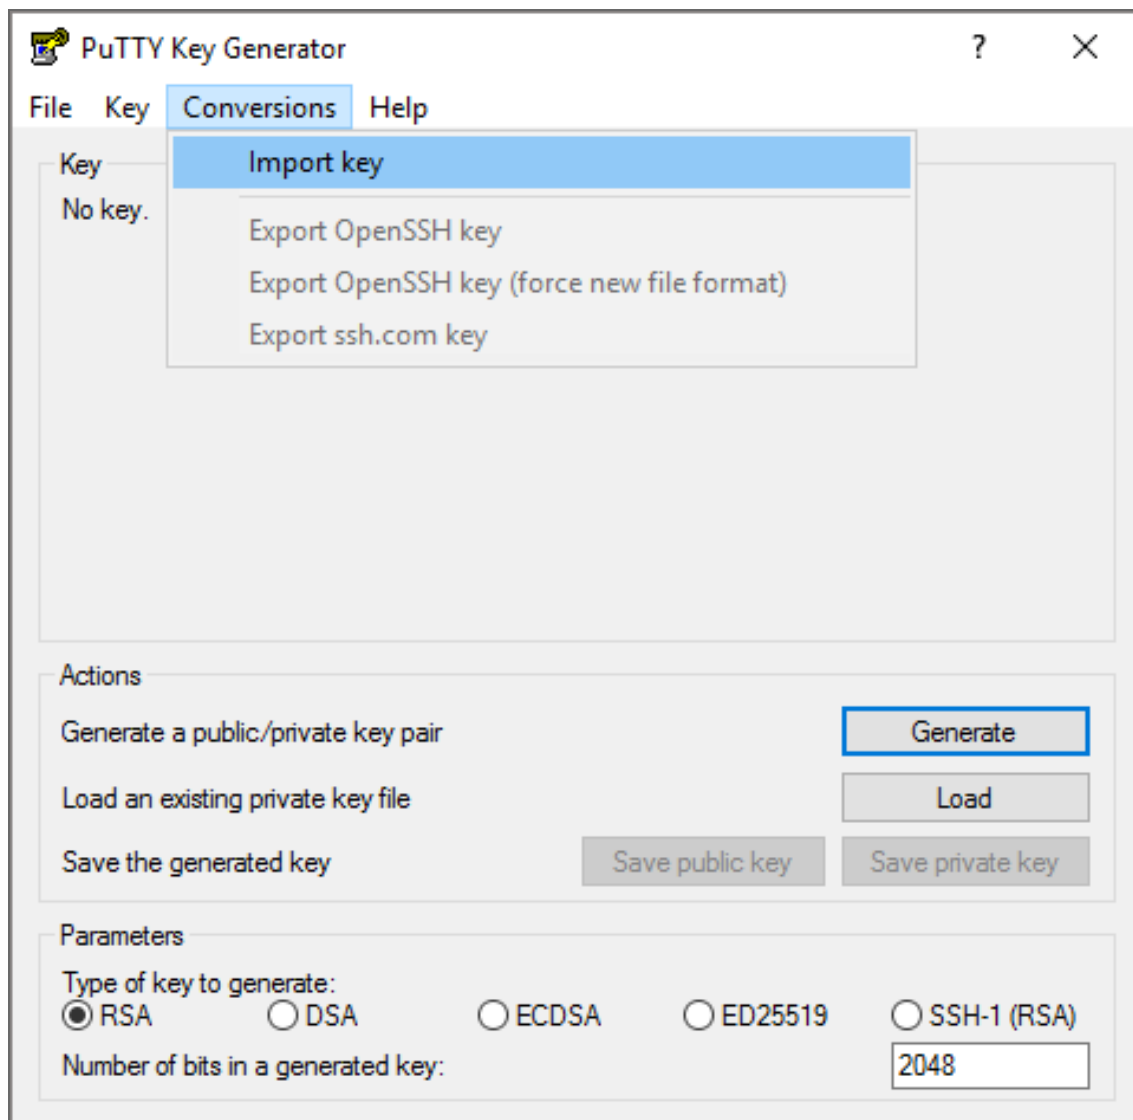 PuTTY Key Generator ?
File Key Conversions Help
Import key
Export OpenSSH key
Export OpenSSH key (force new file format)
Export ssh.com key
Key
No key.
Actions
Generate a public/private key pair Generate
Load an existing private key file Load
Save the generated key Save public key Save private key
Parameters
Type of key to generate:
RSA DSA ECDSA ED25519 SSH-1 (RSA)
Number of bits in a generated key: 2048